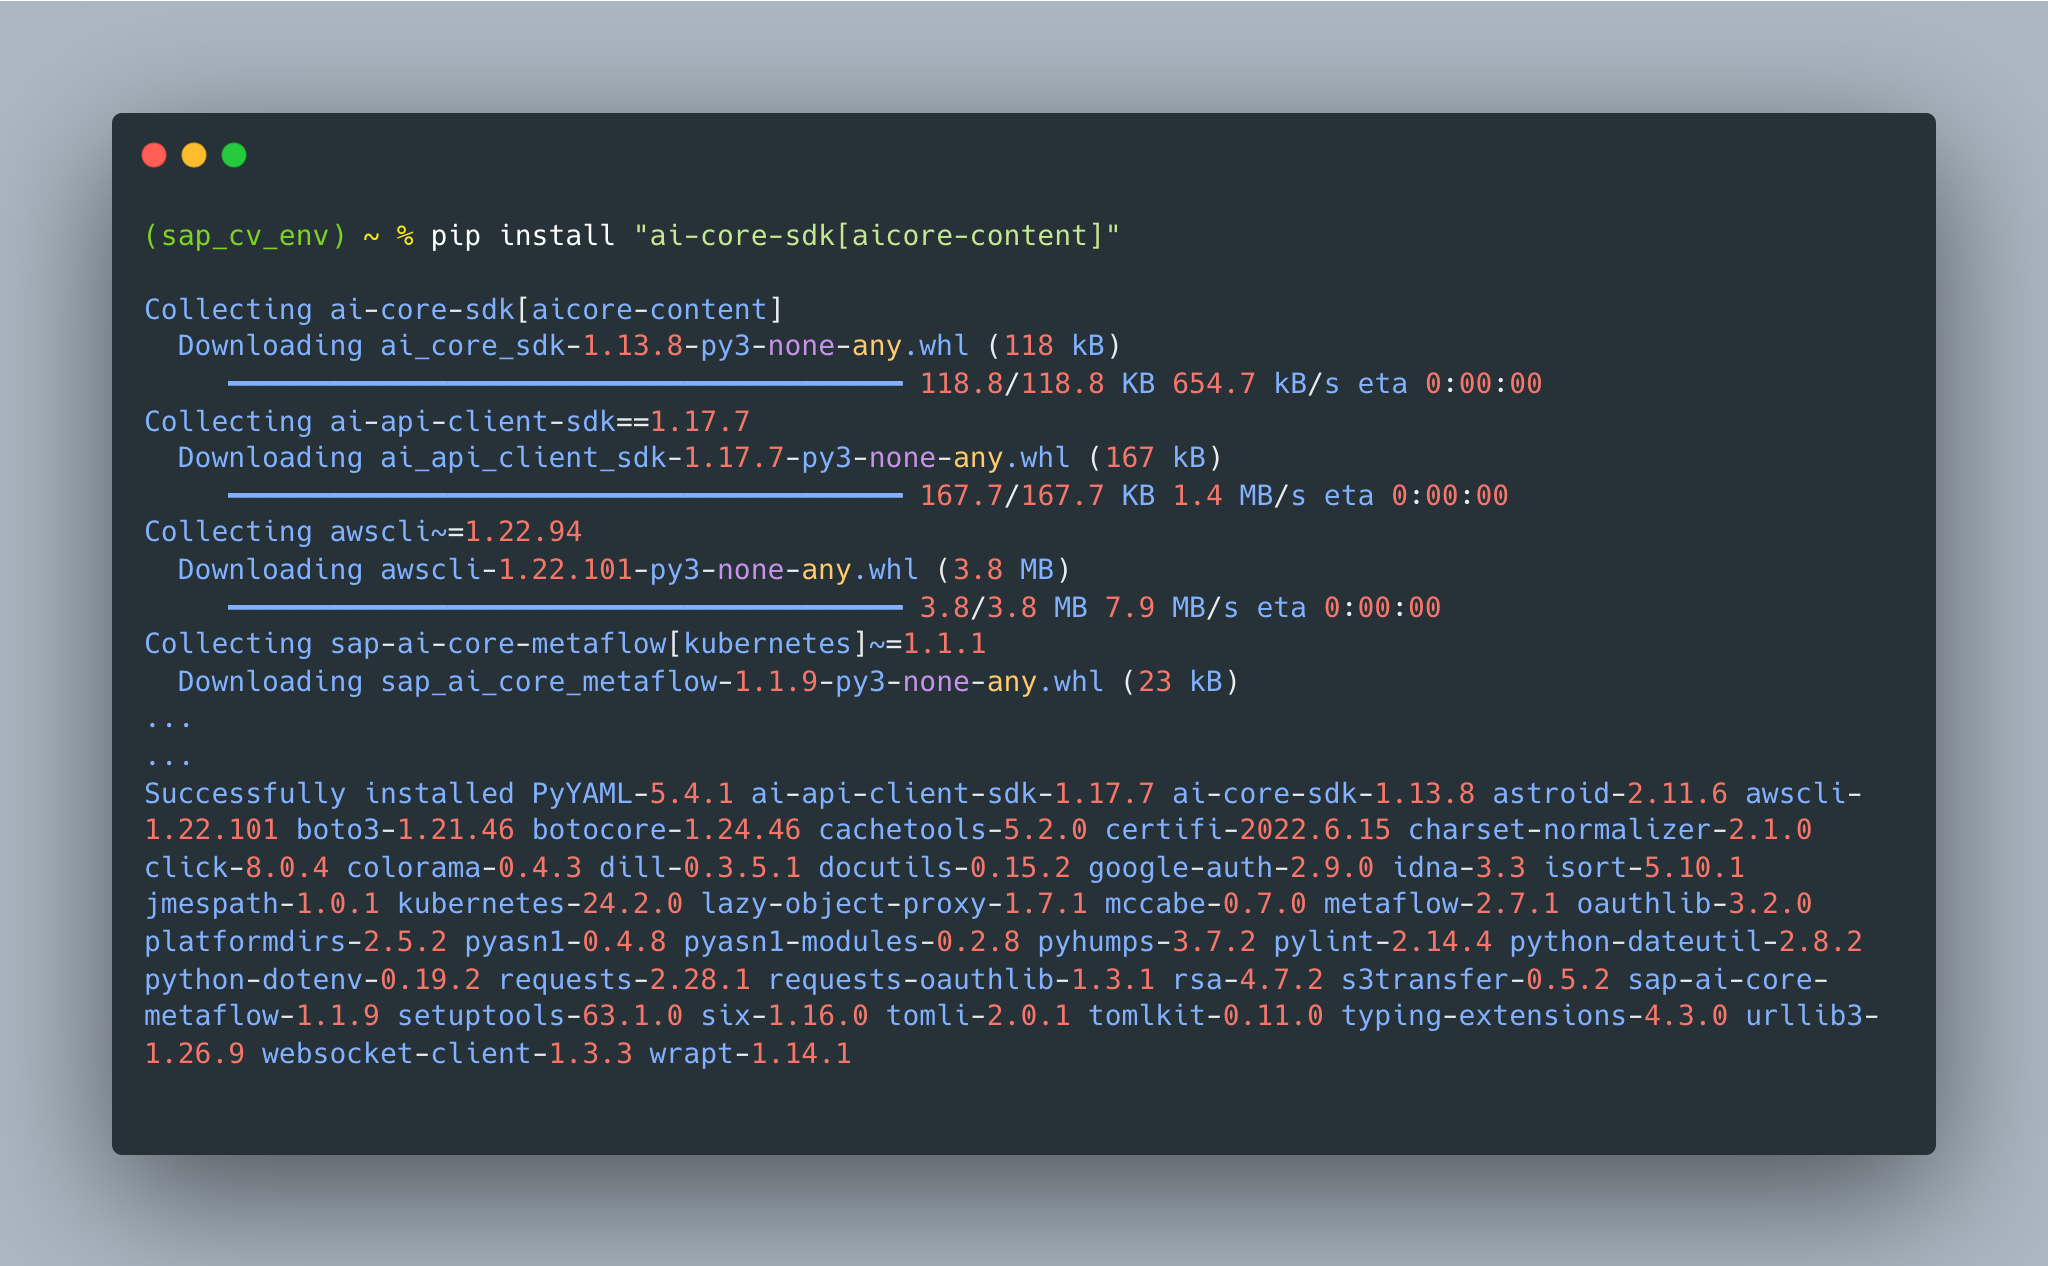 (sap_cv_env) ~ % pip install "ai-core-sdk[aicore-content]"
Collecting ai-core-sdk[aicore-content]
Downloading ai_core_sdk-1.13.8-py3-none-any.whl (118 kB)
118.8/118.8 KB 654.7 kB/s eta 0:00:00
Collecting ai-api-client-sdk==1.17.7
Downloading ai_api_client_sdk-1.17.7-py3-none-any.whl (167 kB)
167.7/167.7 KB 1.4 MB/s eta 0:00:00
Collecting awscli~=1.22.94
Downloading awscli-1.22.101-py3-none-any.whl (3.8 MB)
3.8/3.8 MB 7.9 MB/s eta 0:00:00
Collecting sap-ai-core-metaflow[kubernetes]~=1.1.1
Downloading sap_ai_core_metaflow-1.1.9-py3-none-any.whl (23 kB)
...
...
Successfully installed PyYAML-5.4.1 ai-api-client-sdk-1.17.7 ai-core-sdk-1.13.8 astroid-2.11.6 awscli-
1.22.101 boto3-1.21.46 botocore-1.24.46 cachetools-5.2.0 certifi-2022.6.15 charset-normalizer-2.1.0
click-8.0.4 colorama-0.4.3 dill-0.3.5.1 docutils-0.15.2 google-auth-2.9.0 idna-3.3 isort-5.10.1
jmespath-1.0.1 kubernetes-24.2.0 lazy-object-proxy-1.7.1 mccabe-0.7.0 metaflow-2.7.1 oauthlib-3.2.0
platformdirs-2.5.2 pyasn1-0.4.8 pyasn1-modules-0.2.8 pyhumps-3.7.2 pylint-2.14.4 python-dateutil-2.8.2
python-dotenv-0.19.2 requests-2.28.1 requests-oauthlib-1.3.1 rsa-4.7.2 s3transfer-0.5.2 sap-ai-core-
metaflow-1.1.9 setuptools-63.1.0 six-1.16.0 tomli-2.0.1 tomlkit-0.11.0 typing-extensions-4.3.0 urllib3-
1.26.9 websocket-client-1.3.3 wrapt-1.14.1